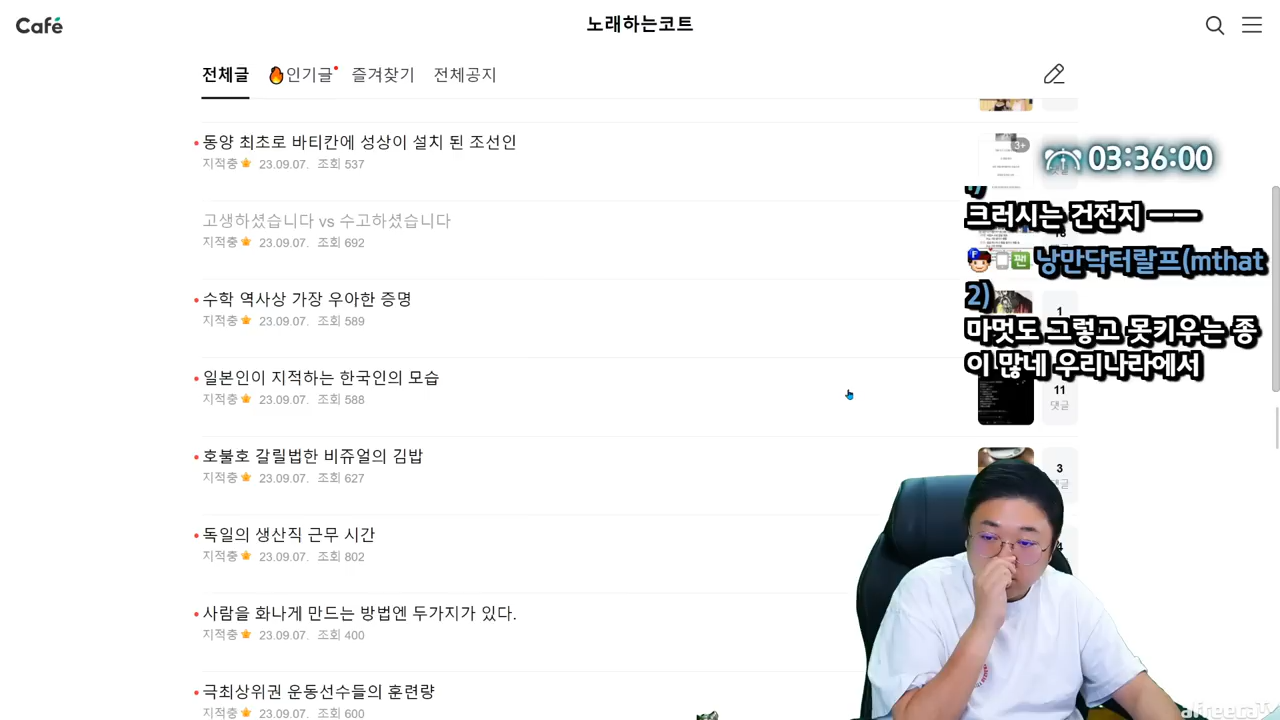 Café
노래하는코트
전체글
인기글
즐겨찾기
전체공지
동양 최초로 바티칸에 성상이 설치 된 조선인
지적충 23.09.07. 조회 537
3+
03:36:00
고생하셨습니다 vs 수고하셨습니다
지적충 23.09.07. 조회 692
크러시는 건전지 ㅡㅡ
18
낭만닥터랄프(mthat
2)
마멋도 그렇고 못키우는 종
이 많네 우리나라에서
수학 역사상 가장 우아한 증명
지적충 23.09.07. 조회 589
1
일본인이 지적하는 한국인의 모습
지적충 23.09.07. 조회 588
11
댓글
호불호 갈릴법한 비쥬얼의 김밥
지적충 23.09.07. 조회 627
3
댓글
독일의 생산직 근무 시간
지적충 23.09.07. 조회 802
4
사람을 화나게 만드는 방법엔 두가지가 있다.
지적충 23.09.07. 조회 400
극최상위권 운동선수들의 훈련량
지적충 23.09.07. 조회 600
afreecaTV